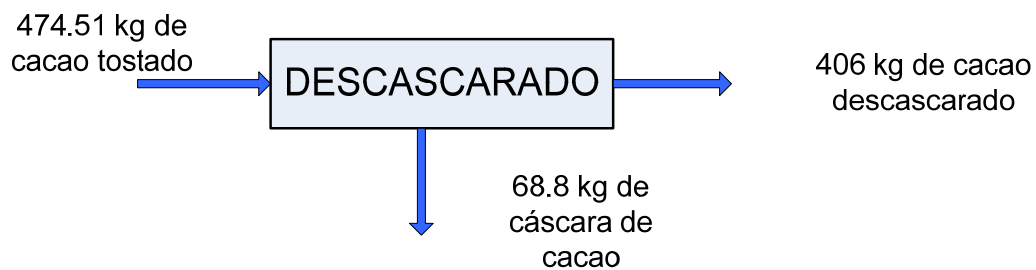 474.51 kg de
cacao tostado
DESCASCARADO
406 kg de cacao
descascarado
68.8 kg de
cáscara de
cacao